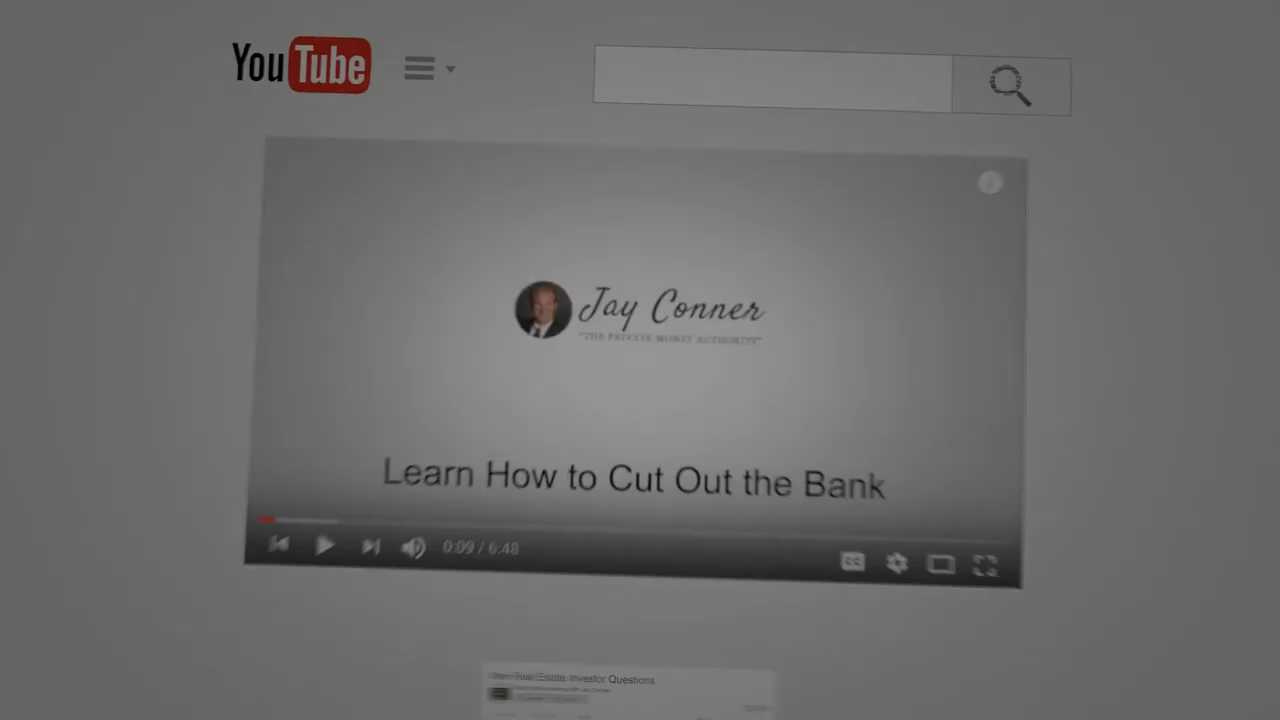 YouTube
Jay Conner
"THE PRIVATE MONEY AUTHORITY"
Learn How to Cut Out the Bank
0:09 / 6:48
CC
Real Estate Investor Questions